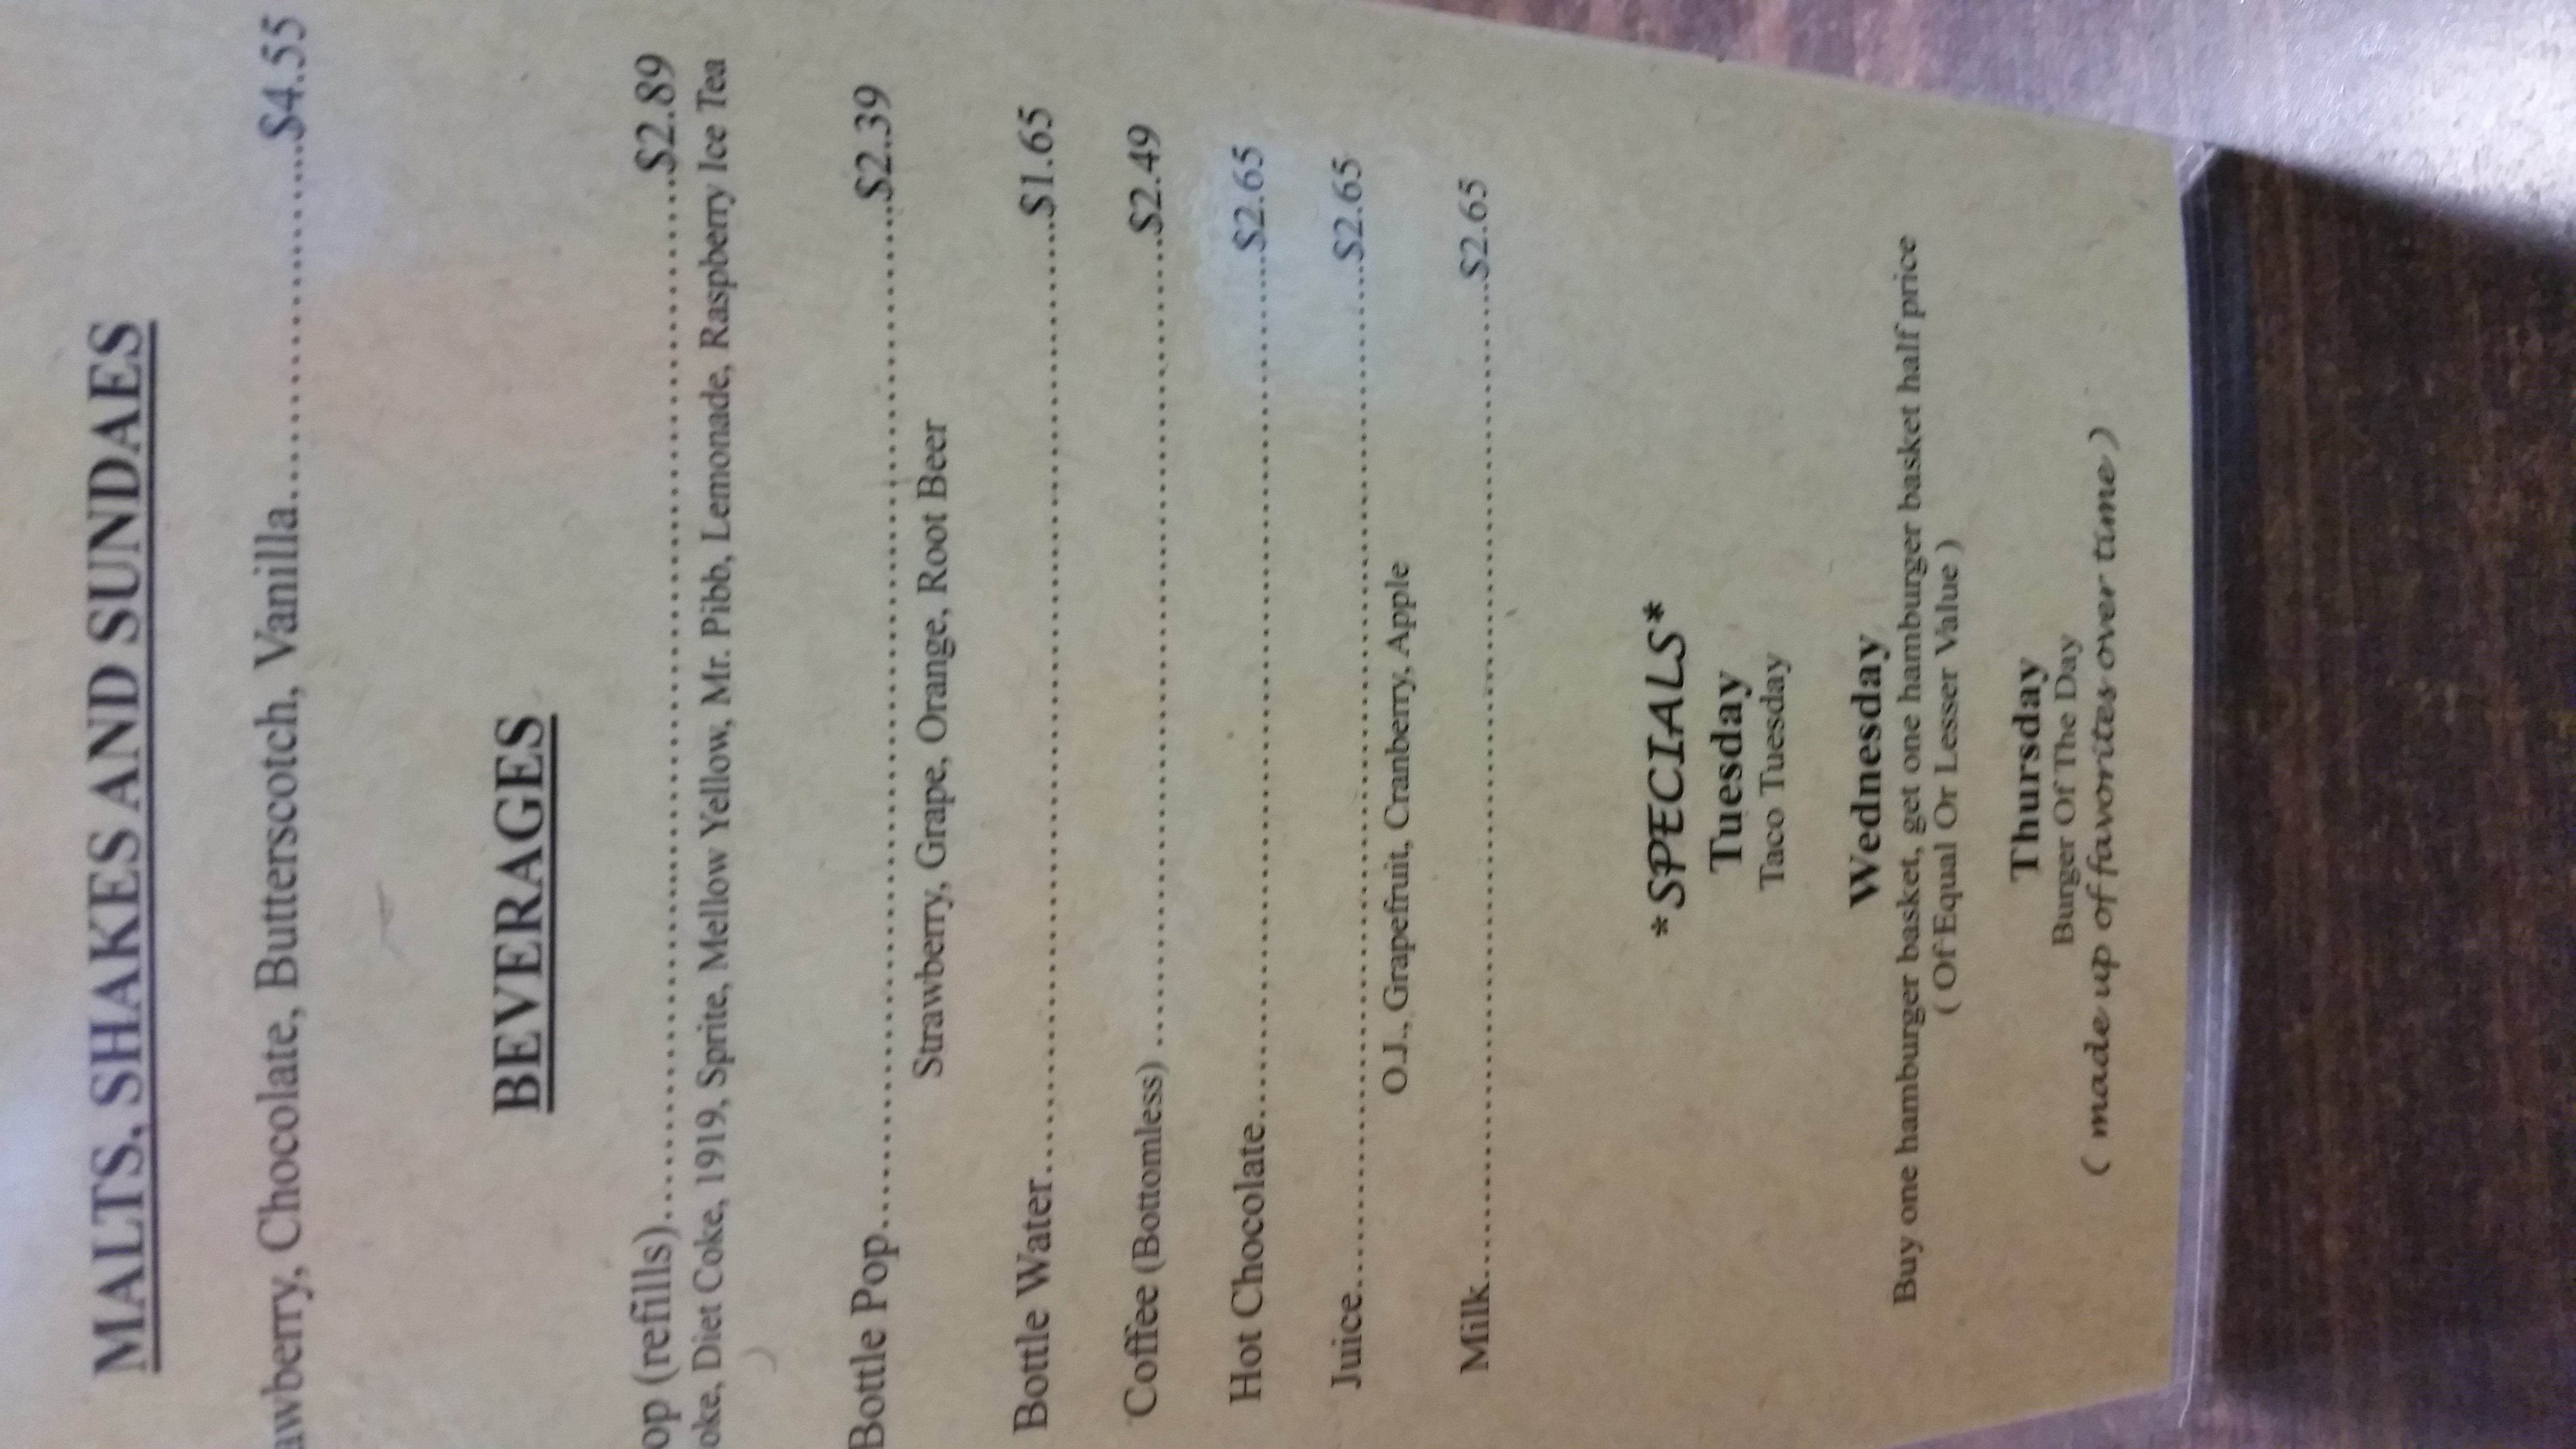 MALTS, SHAKES AND SUNDAES
awberry, Chocolate, Butterscotch, Vanilla....................$4.55
BEVERAGES
op (refills)............................................................$2.89
oke, Diet Coke, 1919, Sprite, Mellow Yellow, Mr. Pibb, Lemonade, Raspberry Ice Tea
Bottle Pop............................................................$2.39
Strawberry, Grape, Orange, Root Beer
Bottle Water............................................................$1.65
Coffee (Bottomless) ..................................................$2.49
Hot Chocolate............................................................$2.65
Juice............................................................$2.65
O.J., Grapefruit, Cranberry, Apple
Milk............................................................$2.65
*SPECIALS*
Tuesday
Taco Tuesday
Wednesday
Buy one hamburger basket, get one hamburger basket half price
( Of Equal Or Lesser Value )
Thursday
Burger Of The Day
( made up of favorites over time )